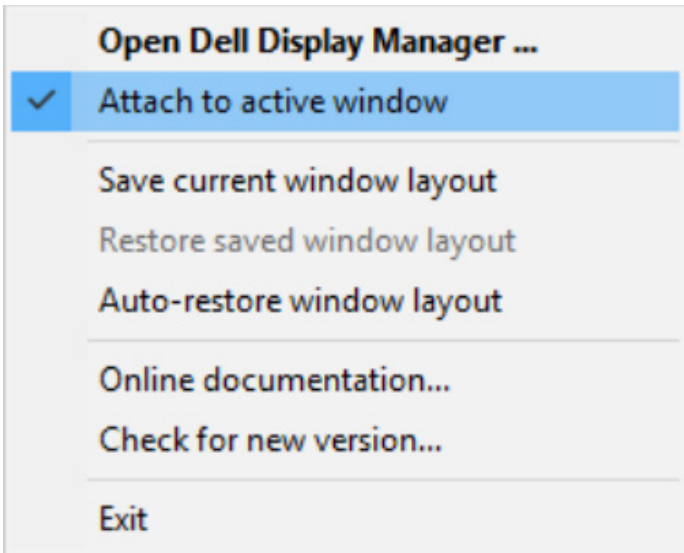 Open Dell Display Manager ...
Attach to active window
Save current window layout
Restore saved window layout
Auto-restore window layout
Online documentation...
Check for new version...
Exit